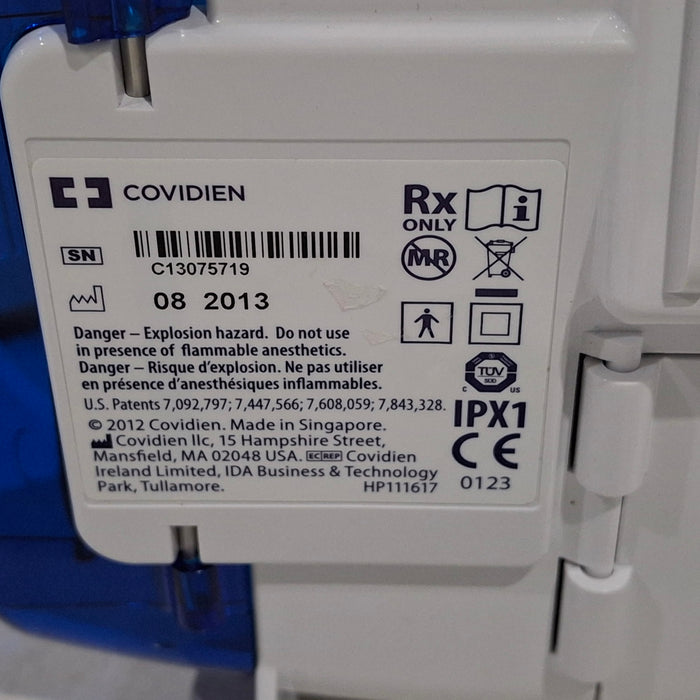 COVIDIEN
Rx
ONLY
SN
C13075719
MR
08 2013
Danger – Explosion hazard. Do not use
in presence of flammable anesthetics.
Danger – Risque d'explosion. Ne pas utiliser
en présence d'anesthésiques inflammables.
TÜV
SÜD
C US
U.S. Patents 7,092,797; 7,447,566; 7,608,059; 7,843,328.
IPX1
© 2012 Covidien. Made in Singapore.
Covidien llc, 15 Hampshire Street,
Mansfield, MA 02048 USA. EC REP Covidien
Ireland Limited, IDA Business & Technology
Park, Tullamore. HP111617
CE
0123